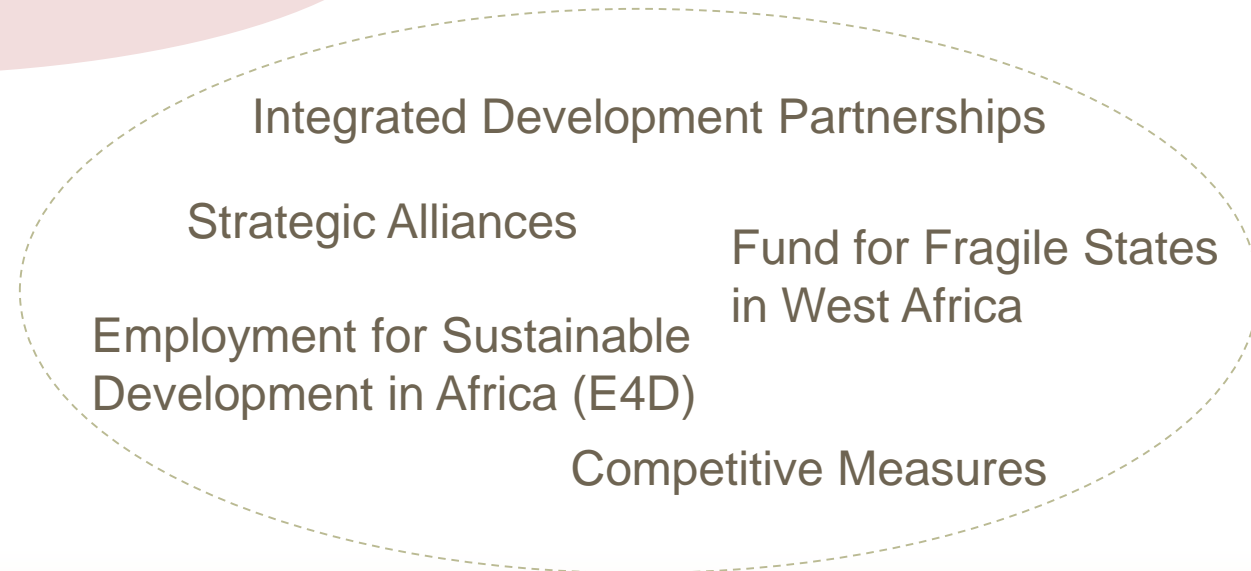 Integrated Development Partnerships
Strategic Alliances
Fund for Fragile States
in West Africa
Employment for Sustainable
Development in Africa (E4D)
Competitive Measures